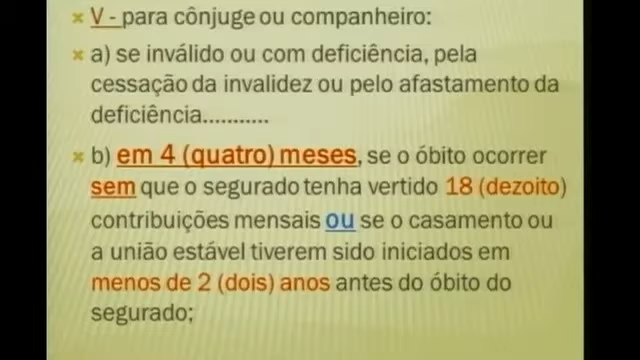 V - para cônjuge ou companheiro:
a) se inválido ou com deficiência, pela
cessação da invalidez ou pelo afastamento da
deficiência...........
b) em 4 (quatro) meses, se o óbito ocorrer
sem que o segurado tenha vertido 18 (dezoito)
contribuições mensais ou se o casamento ou
a união estável tiverem sido iniciados em
menos de 2 (dois) anos antes do óbito do
segurado;